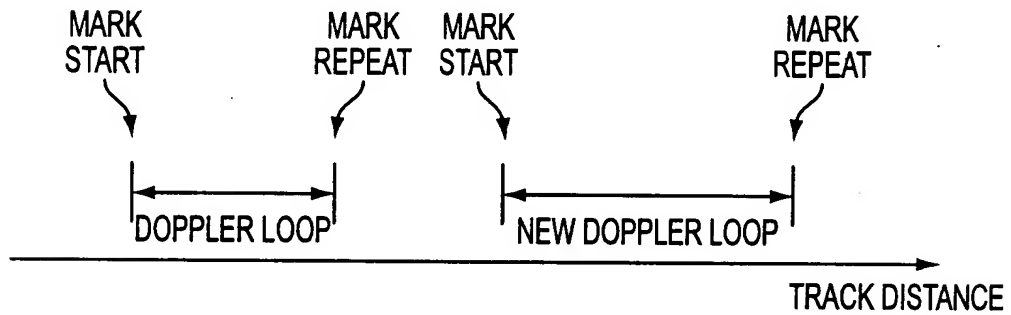 MARK
START
MARK
REPEAT
MARK
START
MARK
REPEAT
DOPPLER LOOP
NEW DOPPLER LOOP
TRACK DISTANCE